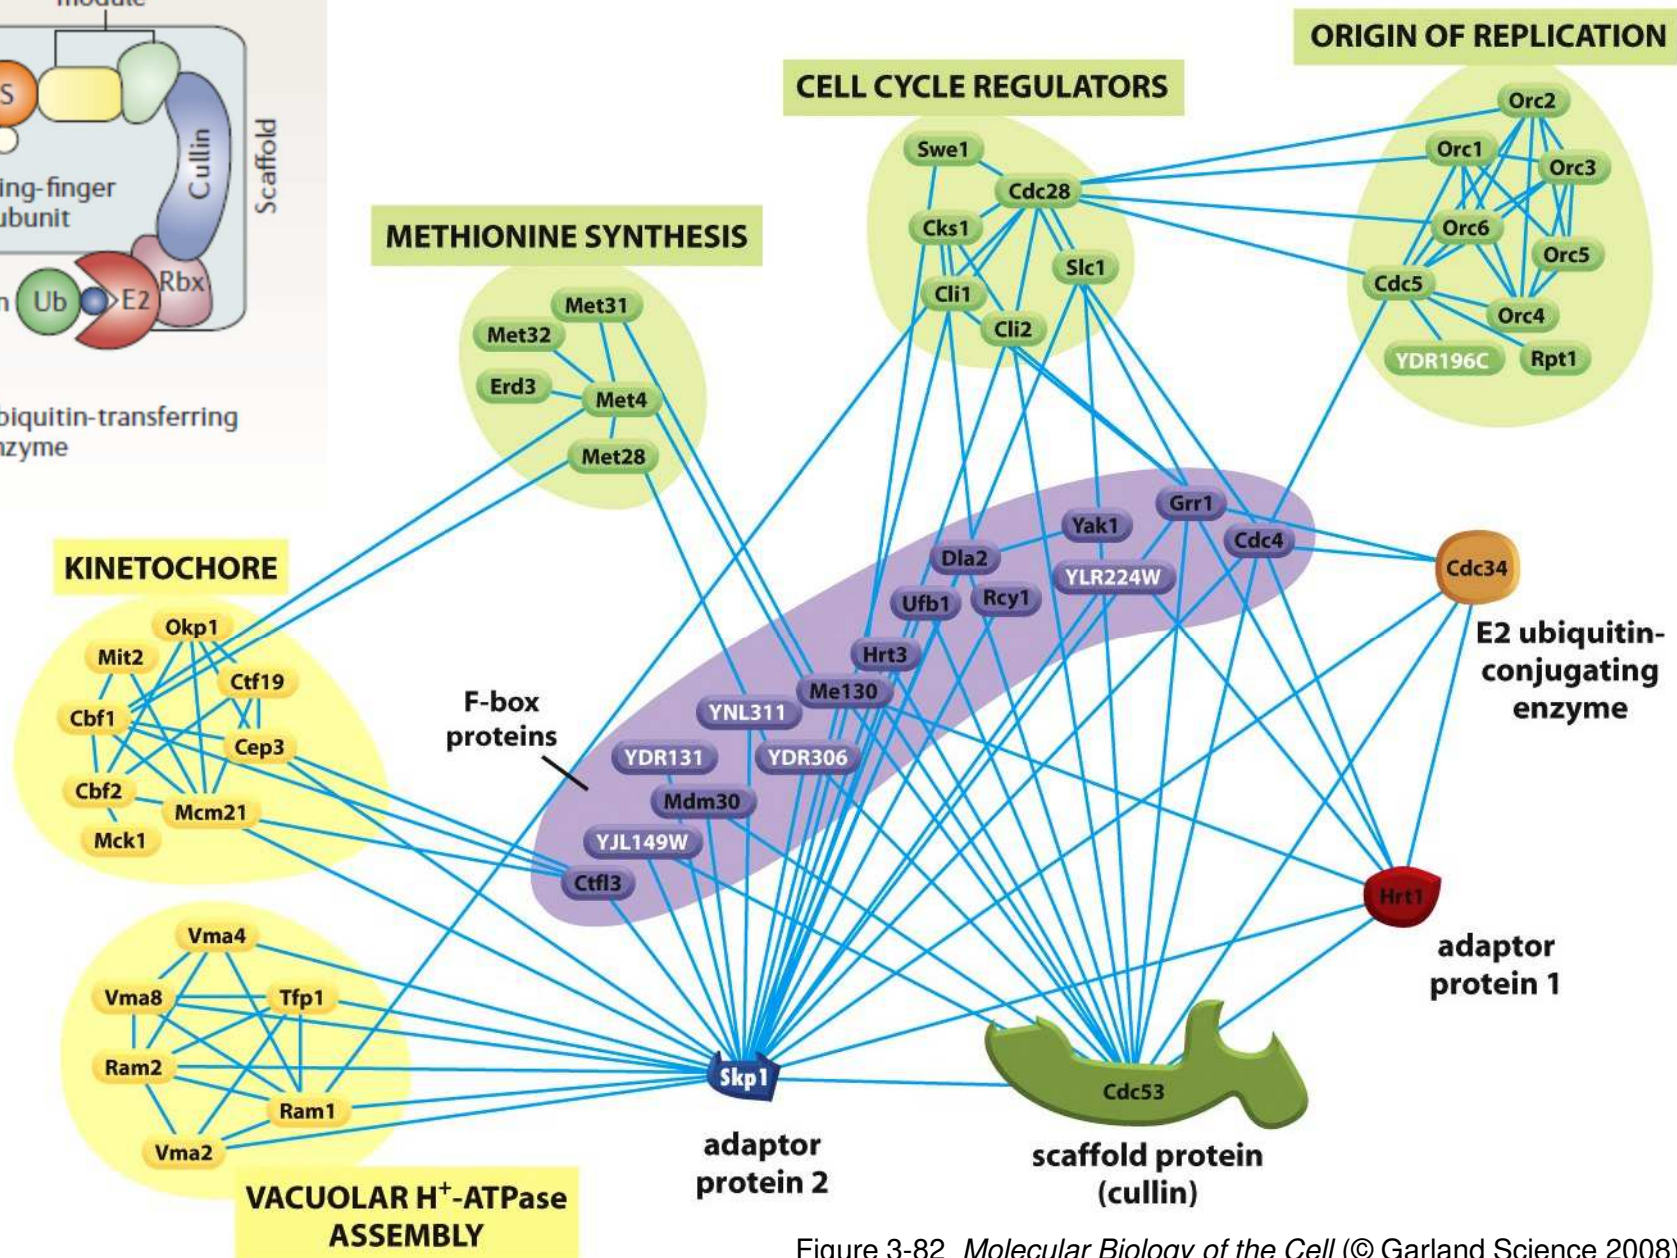 module
S
Cullin
Scaffold
ing-finger
ubunit
Rbx
Ub
E2
biquitin-transferring
nzyme
ORIGIN OF REPLICATION
Orc2
Orc1
Orc3
Orc6
Orc5
Cdc5
Orc4
YDR196C
Rpt1
CELL CYCLE REGULATORS
Swe1
Cdc28
Cks1
Slc1
Cli1
Cli2
METHIONINE SYNTHESIS
Met31
Met32
Erd3
Met4
Met28
KINETOCHORE
Okp1
Mit2
Ctf19
Cbf1
Cep3
Cbf2
Mcm21
Mck1
F-box
proteins
Grr1
Yak1
Cdc4
Dla2
YLR224W
Ufb1
Rcy1
Hrt3
Me130
YNL311
YDR131
YDR306
Mdm30
YJL149W
Ctfl3
Cdc34
E2 ubiquitin-
conjugating
enzyme
Hrt1
adaptor
protein 1
Vma4
Vma8
Tfp1
Ram2
Ram1
Vma2
VACUOLAR H⁺-ATPase
ASSEMBLY
Skp1
adaptor
protein 2
Cdc53
scaffold protein
(cullin)
Figure 3-82 Molecular Biology of the Cell (© Garland Science 2008